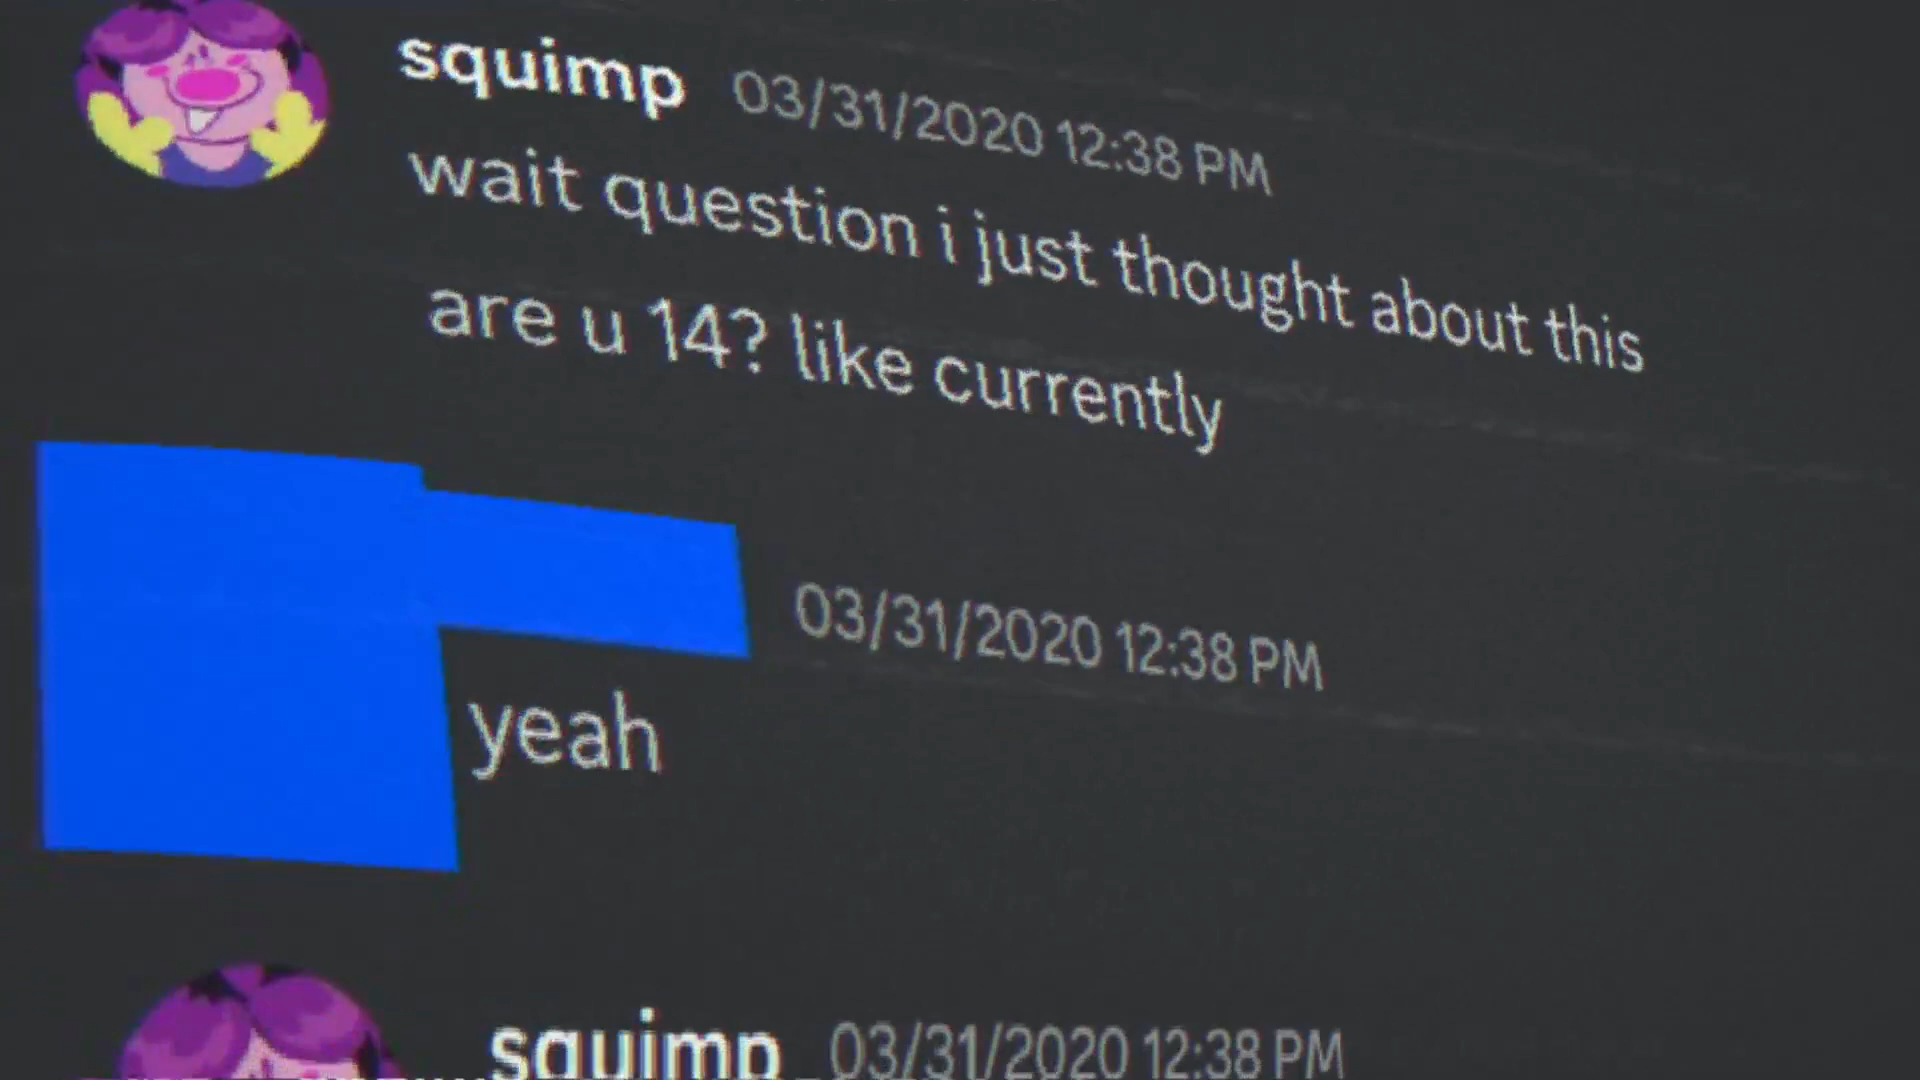 squimp 03/31/2020 12:38 PM
wait question i just thought about this
are u 14? like currently
03/31/2020 12:38 PM
yeah
squimp 03/31/2020 12:38 PM